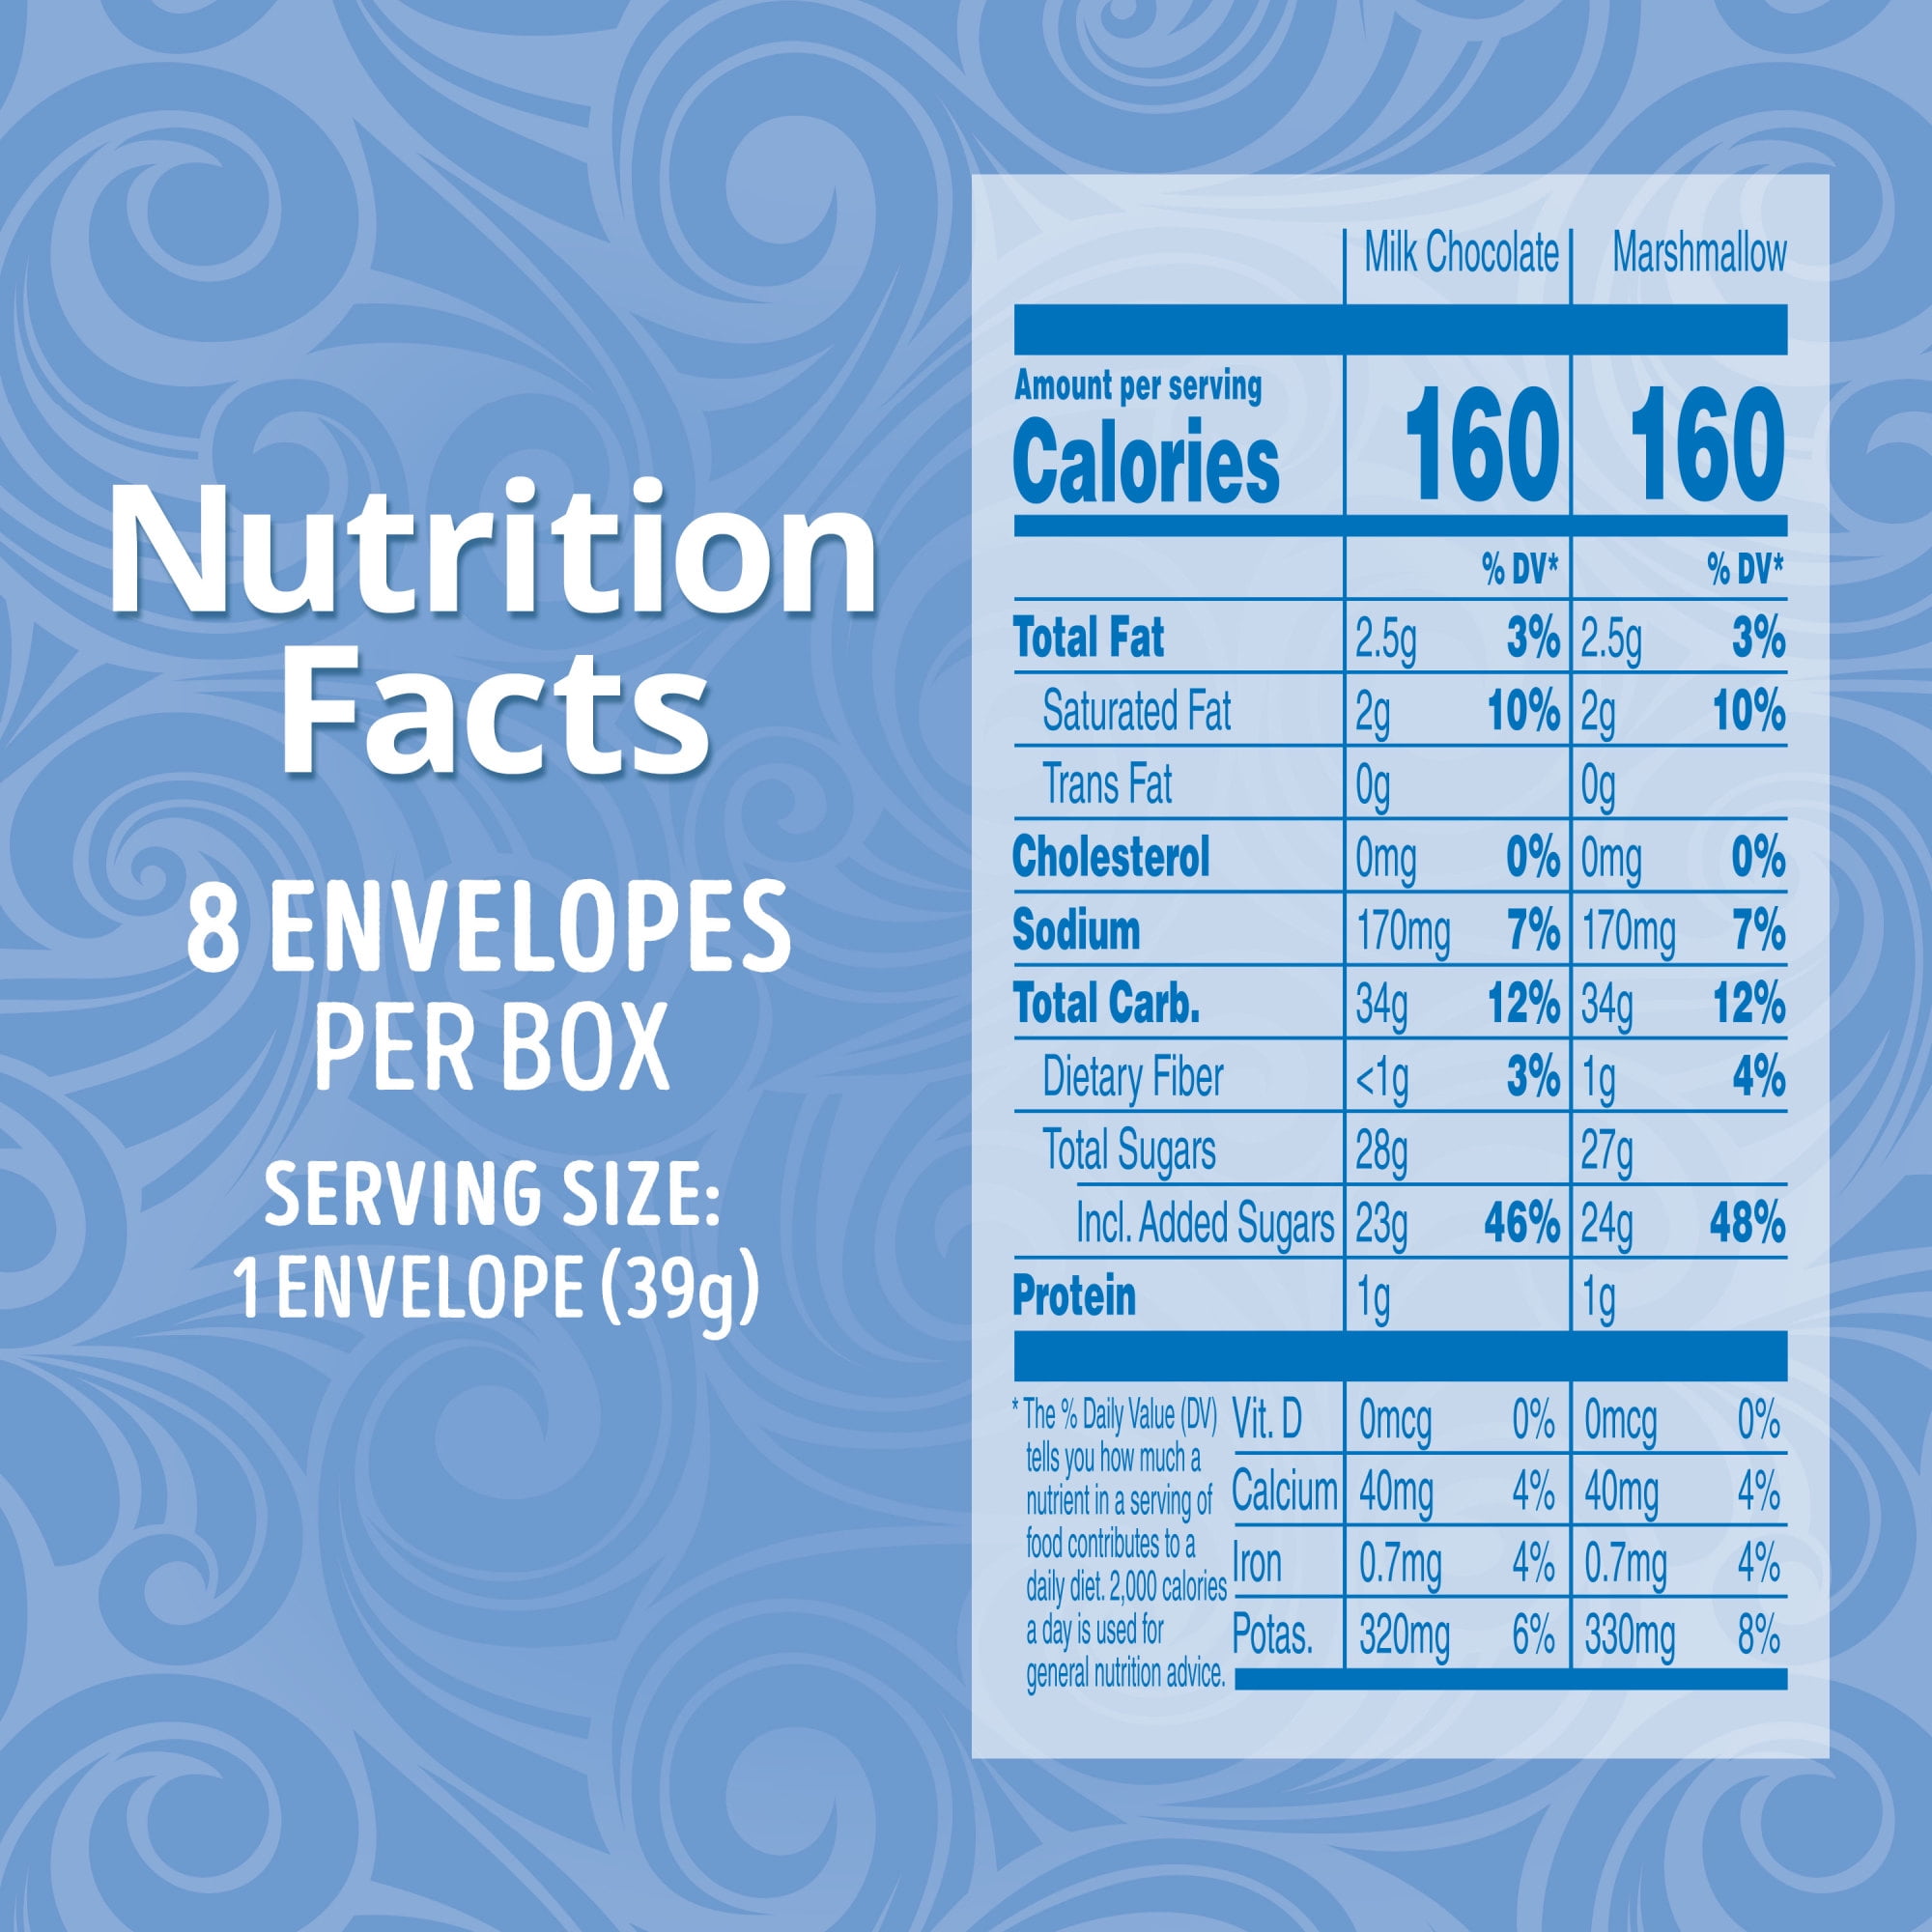 Nutrition
Facts
8 ENVELOPES
PER BOX
SERVING SIZE:
1 ENVELOPE (39g)
Milk Chocolate Marshmallow
Amount per serving
Calories 160 160
% DV* % DV*
Total Fat 2.5g 3% 2.5g 3%
Saturated Fat 2g 10% 2g 10%
Trans Fat 0g 0g
Cholesterol 0mg 0% 0mg 0%
Sodium 170mg 7% 170mg 7%
Total Carb. 34g 12% 34g 12%
Dietary Fiber <1g 3% 1g 4%
Total Sugars 28g 27g
Incl. Added Sugars 23g 46% 24g 48%
Protein 1g 1g
* The % Daily Value (DV)
tells you how much a
nutrient in a serving of
food contributes to a
daily diet. 2,000 calories
a day is used for
general nutrition advice.
Vit. D 0mcg 0% 0mcg 0%
Calcium 40mg 4% 40mg 4%
Iron 0.7mg 4% 0.7mg 4%
Potas. 320mg 6% 330mg 8%